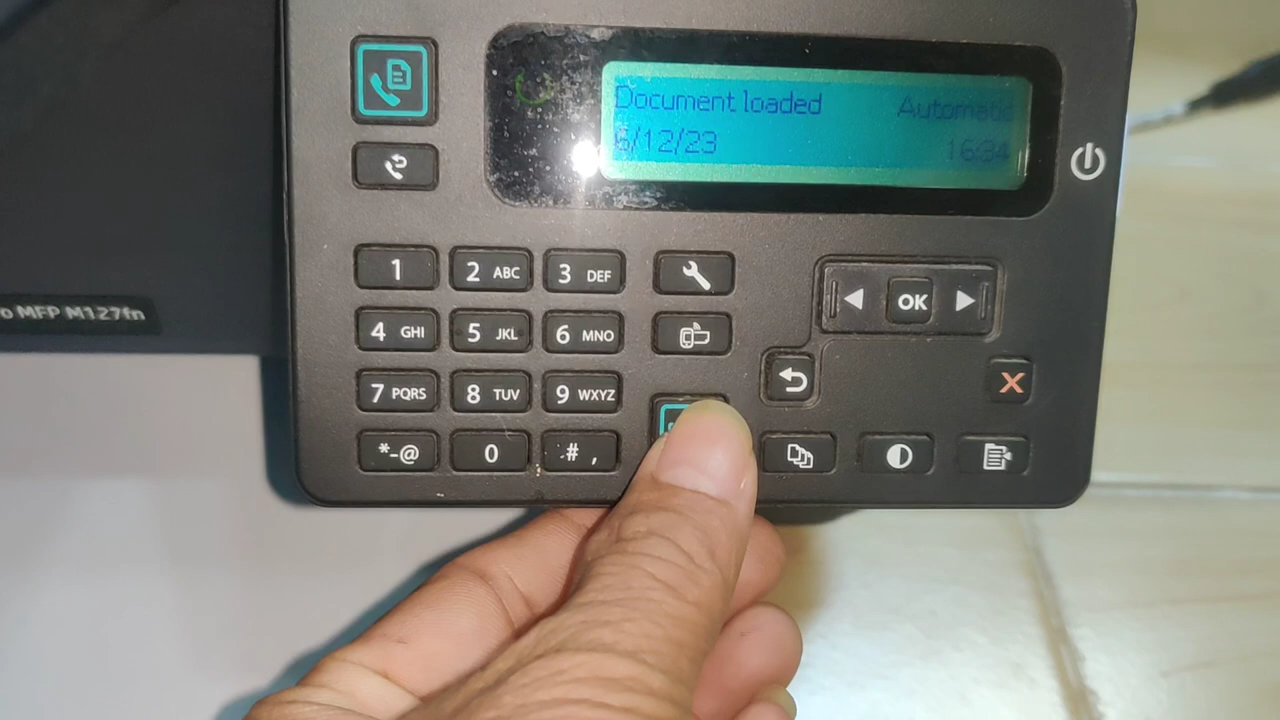 Document loaded Automatic
6/12/23 16:34
1
2 ABC
3 DEF
o MFP M127fn
4 GHI
5 JKL
6 MNO
OK
7 PQRS
8 TUV
9 WXYZ
*-@
0
-# ,